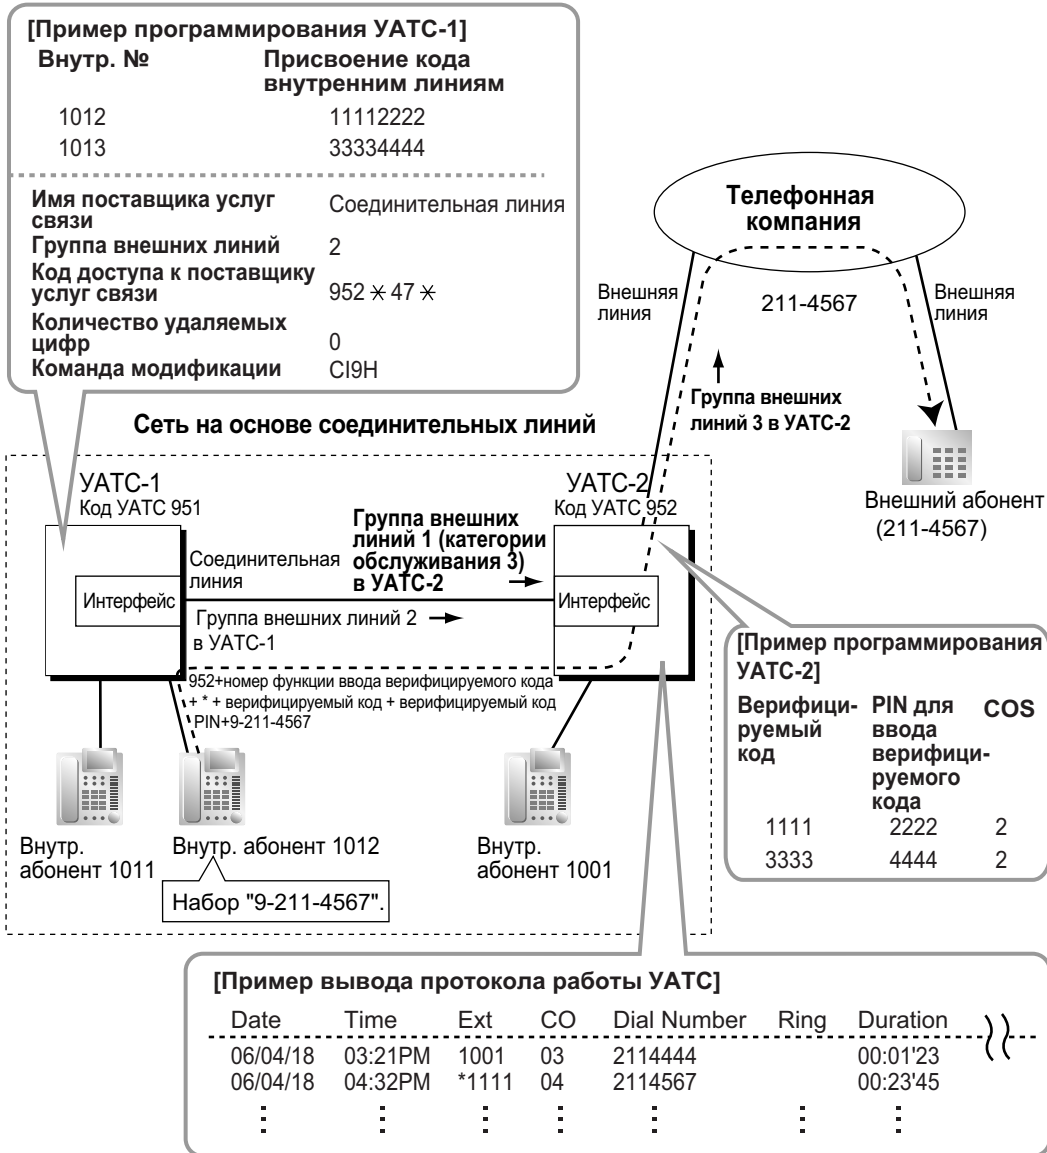 [Пример программирования УАТС-1]
Внутр. №
Присвоение кода
внутренним линиям
1012 11112222
1013 33334444
Имя поставщика услуг
связи
Соединительная линия
Группа внешних линий 2
Код доступа к поставщику
услуг связи
952 * 47 *
Количество удаляемых
цифр
0
Команда модификации CI9H
Телефонная
компания
Внешняя
линия
211-4567
Внешняя
линия
Группа внешних
линий 3 в УАТС-2
Внешний абонент
(211-4567)
Сеть на основе соединительных линий
УАТС-1
Код УАТС 951
УАТС-2
Код УАТС 952
Группа внешних
линий 1 (категории
обслуживания 3)
в УАТС-2
Соединительная
линия
Интерфейс
Интерфейс
Группа внешних линий 2
в УАТС-1
952+номер функции ввода верифицируемого кода
+ * + верифицируемый код + верифицируемый код
PIN+9-211-4567
Внутр.
абонент 1011
Внутр. абонент 1012
Набор "9-211-4567".
Внутр.
абонент 1001
[Пример программирования
УАТС-2]
Верифици-
руемый
код
PIN для
ввода
верифици-
руемого
кода
COS
1111 2222 2
3333 4444 2
[Пример вывода протокола работы УАТС]
Date Time Ext CO Dial Number Ring Duration
06/04/18 03:21PM 1001 03 2114444 00:01'23
06/04/18 04:32PM *1111 04 2114567 00:23'45